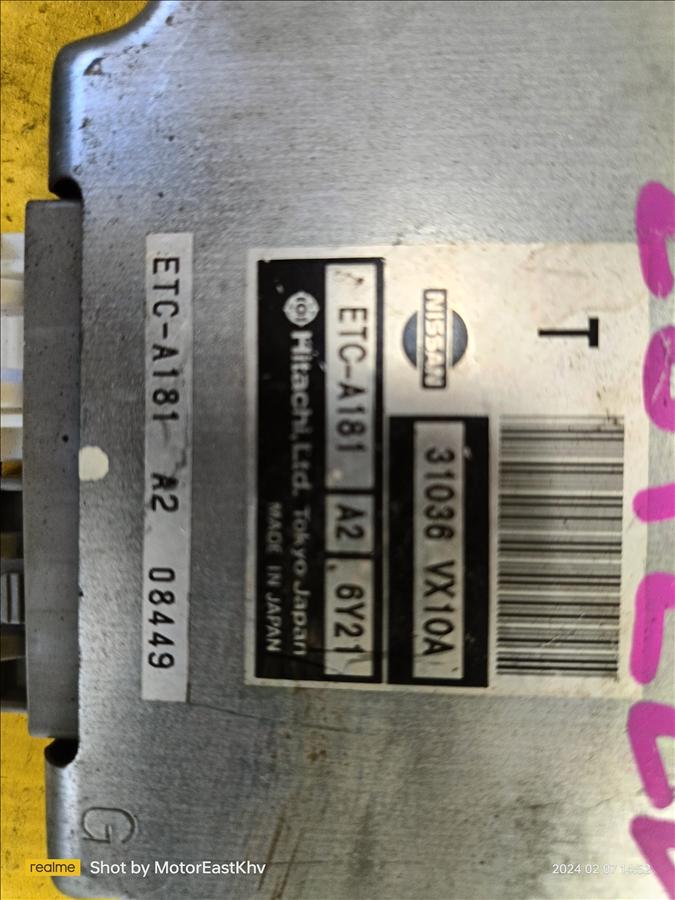 T
NISSAN
31036 VX10A
ETC-A181 A2 6Y21
Hitachi, Ltd. Tokyo Japan
MADE IN JAPAN
ETC-A181 A2 08449
G
realme
Shot by MotorEastKhv
2024 02 07